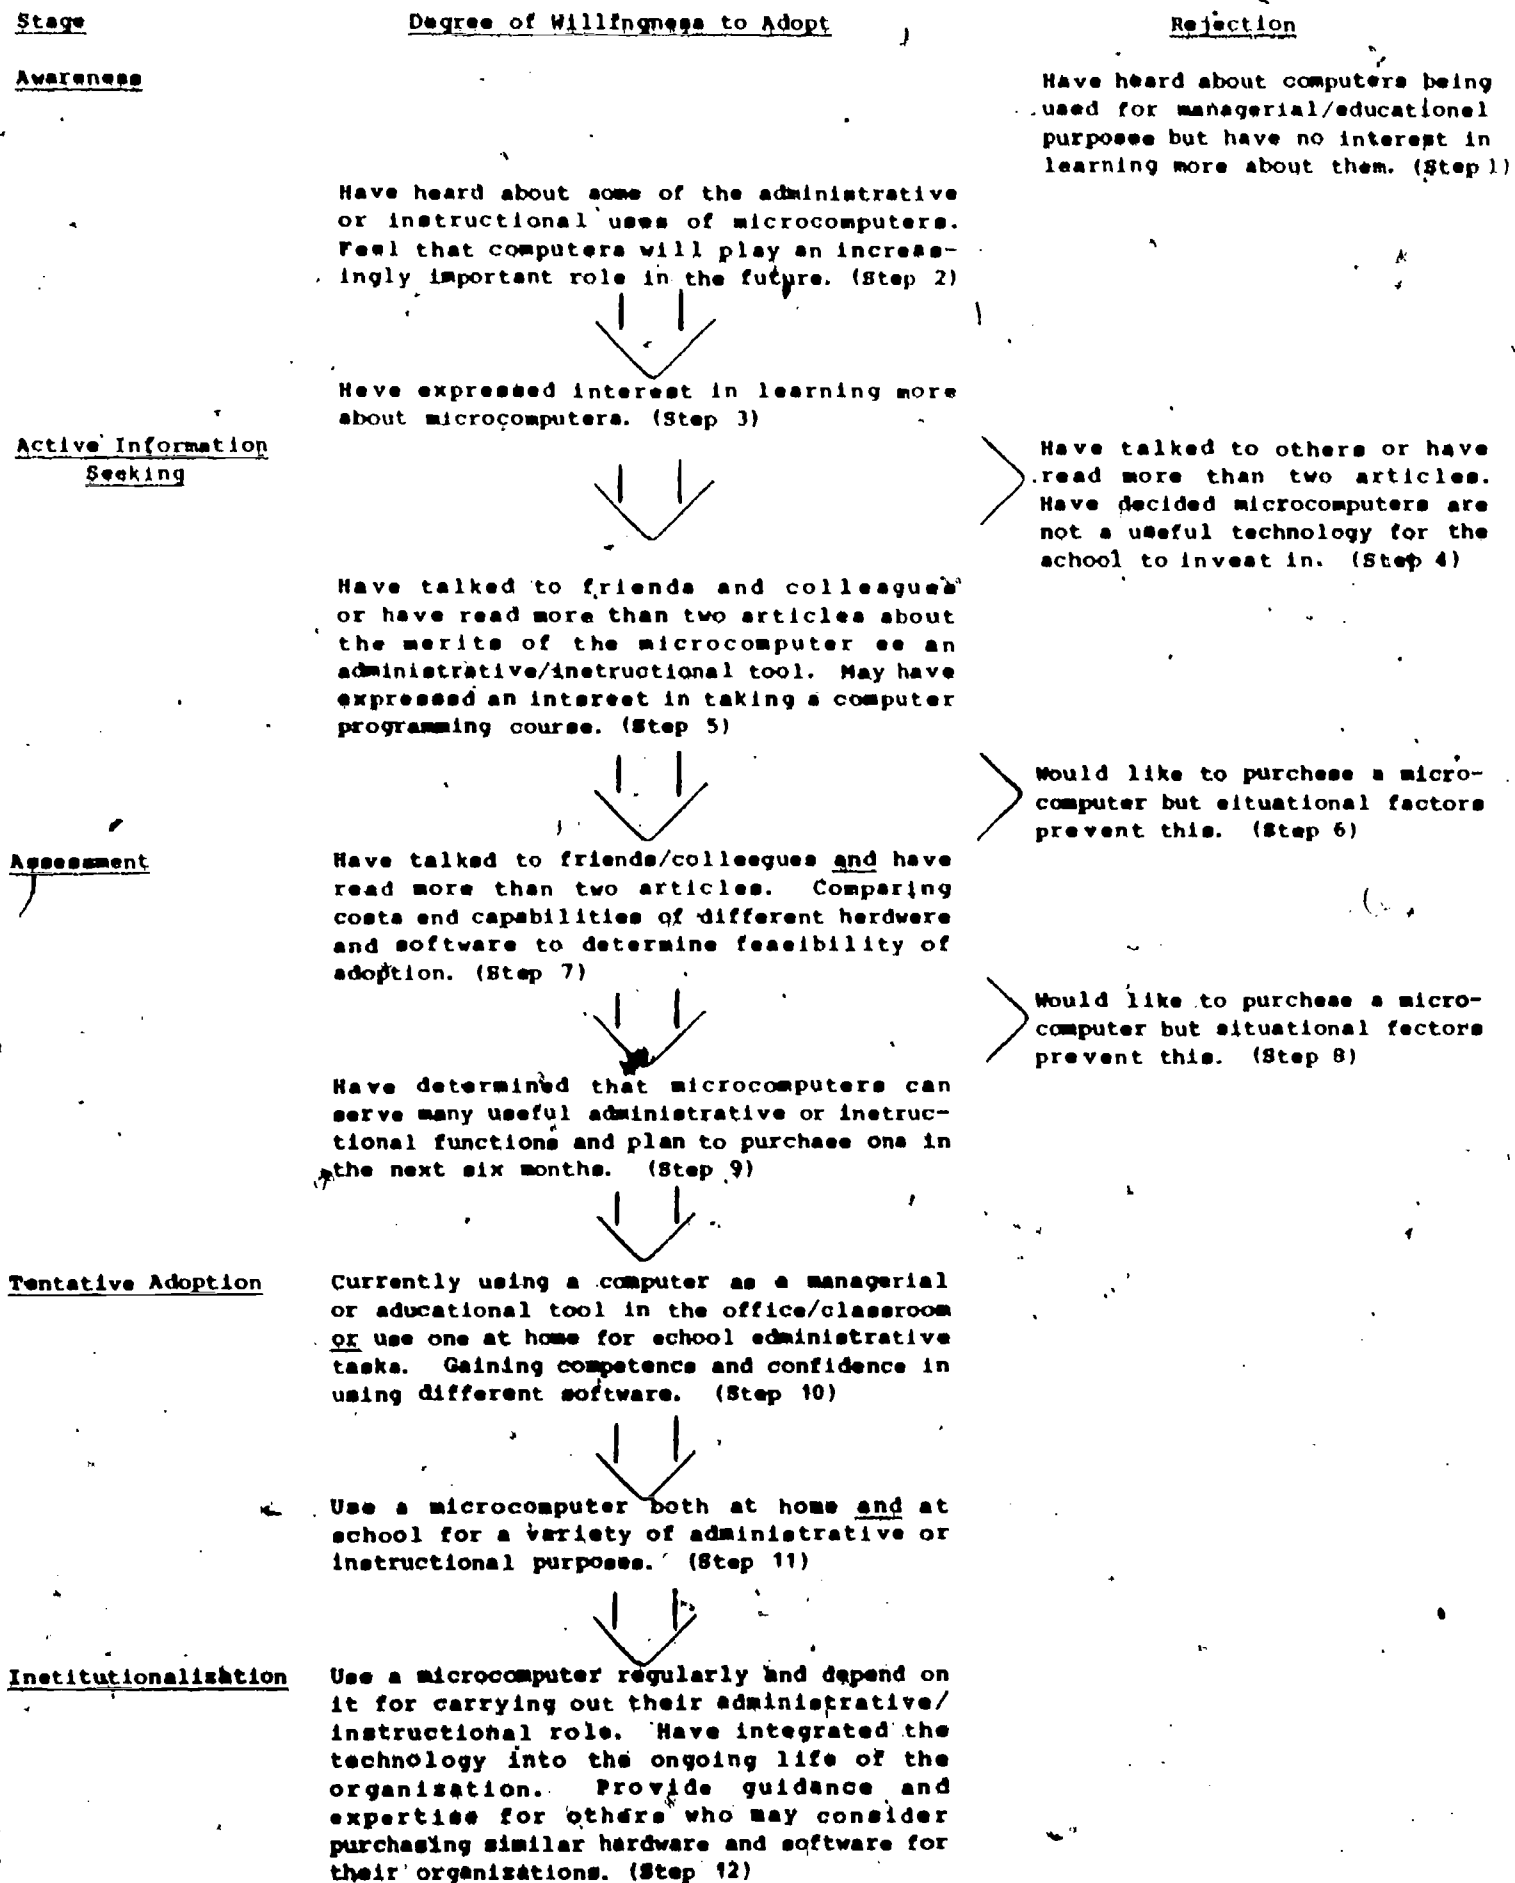 Stage
Degree of Willingness to Adopt
Rejection
Awareness
Have heard about computers being
used for managerial/educational
purposes but have no interest in
learning more about them. (Step 1)
Have heard about some of the administrative
or instructional uses of microcomputers.
Feel that computers will play an increas-
ingly important role in the future. (Step 2)
Have expressed interest in learning more
about microcomputers. (Step 3)
Active Information
Seeking
Have talked to others or have
read more than two articles.
Have decided microcomputers are
not a useful technology for the
school to invest in. (Step 4)
Have talked to friends and colleagues
or have read more than two articles about
the merits of the microcomputer as an
administrative/instructional tool. May have
expressed an interest in taking a computer
programming course. (Step 5)
Would like to purchase a micro-
computer but situational factors
prevent this. (Step 6)
Assessment
Have talked to friends/colleagues and have
read more than two articles. Comparing
costs and capabilities of different hardware
and software to determine feasibility of
adoption. (Step 7)
Would like to purchase a micro-
computer but situational factors
prevent this. (Step 8)
Have determined that microcomputers can
serve many useful administrative or instruc-
tional functions and plan to purchase one in
the next six months. (Step 9)
Tentative Adoption
Currently using a computer as a managerial
or educational tool in the office/classroom
or use one at home for school administrative
tasks. Gaining competence and confidence in
using different software. (Step 10)
Use a microcomputer both at home and at
school for a variety of administrative or
instructional purposes. (Step 11)
Institutionalization
Use a microcomputer regularly and depend on
it for carrying out their administrative/
instructional role. Have integrated the
technology into the ongoing life of the
organization. Provide guidance and
expertise for others who may consider
purchasing similar hardware and software for
their organizations. (Step 12)